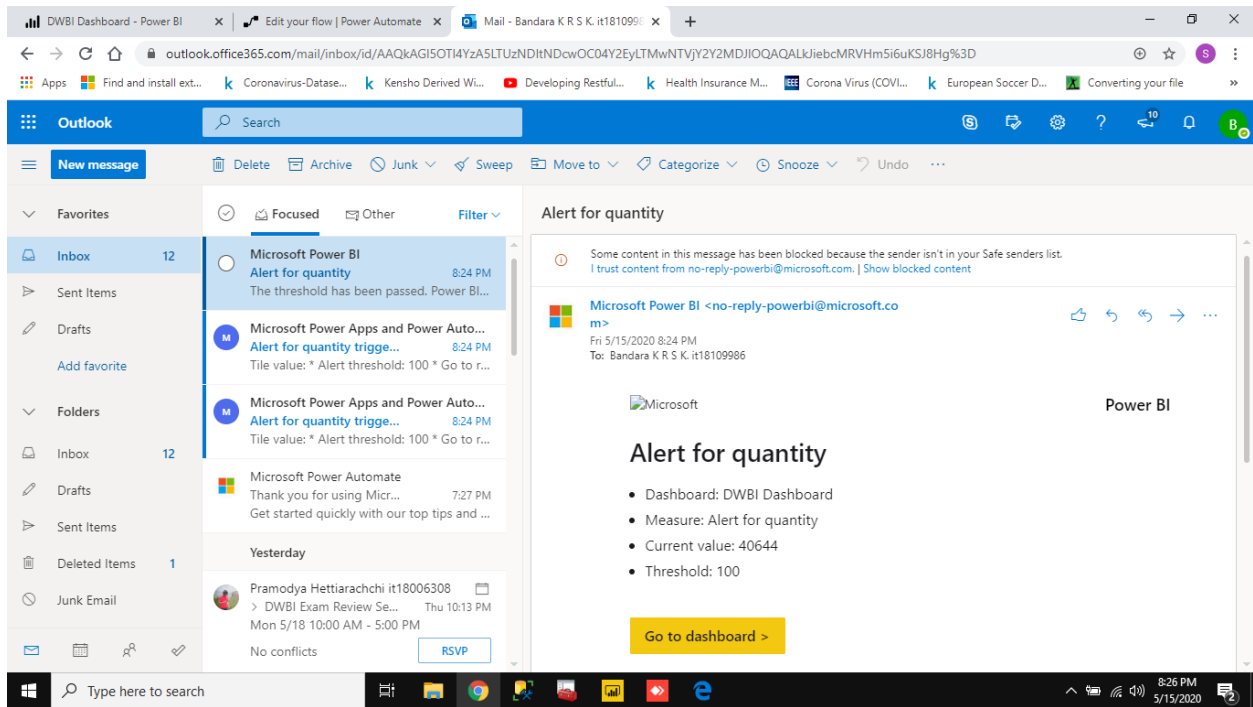 DWBI Dashboard - Power BI
Edit your flow | Power Automate
Mail - Bandara K R S K. it1810998
outlook.office365.com/mail/inbox/id/AAQkAGI5OTI4YzA5LTUzNDItNDcwOC04Y2EyLTMwNTVjY2Y2MDJIOQAQALkJiebcMRVHm5i6uKSJ8Hg%3D
S
Apps
Find and install ext...
Coronavirus-Datase...
Kensho Derived Wi...
Developing Restful...
Health Insurance M...
Corona Virus (COVI...
European Soccer D...
Converting your file
»
Outlook
Search
10
B
New message
Delete
Archive
Junk
Sweep
Move to
Categorize
Snooze
Undo
...
Favorites
Inbox 12
Sent Items
Drafts
Add favorite
Folders
Inbox 12
Drafts
Sent Items
Deleted Items 1
Junk Email
Focused
Other
Filter
Microsoft Power BI
Alert for quantity 8:24 PM
The threshold has been passed. Power BI...
M
Microsoft Power Apps and Power Auto...
Alert for quantity trigge... 8:24 PM
Tile value: * Alert threshold: 100 * Go to r...
M
Microsoft Power Apps and Power Auto...
Alert for quantity trigge... 8:24 PM
Tile value: * Alert threshold: 100 * Go to r...
Microsoft Power Automate
Thank you for using Micr... 7:27 PM
Get started quickly with our top tips and ...
Yesterday
Pramodya Hettiarachchi it18006308
> DWBI Exam Review Se... Thu 10:13 PM
Mon 5/18 10:00 AM - 5:00 PM
No conflicts
RSVP
Alert for quantity
Some content in this message has been blocked because the sender isn't in your Safe senders list.
I trust content from no-reply-powerbi@microsoft.com. | Show blocked content
Microsoft Power BI <no-reply-powerbi@microsoft.co
m>
Fri 5/15/2020 8:24 PM
To: Bandara K R S K. it18109986
Microsoft
Power BI
Alert for quantity
• Dashboard: DWBI Dashboard
• Measure: Alert for quantity
• Current value: 40644
• Threshold: 100
Go to dashboard >
Type here to search
8:26 PM
5/15/2020
2